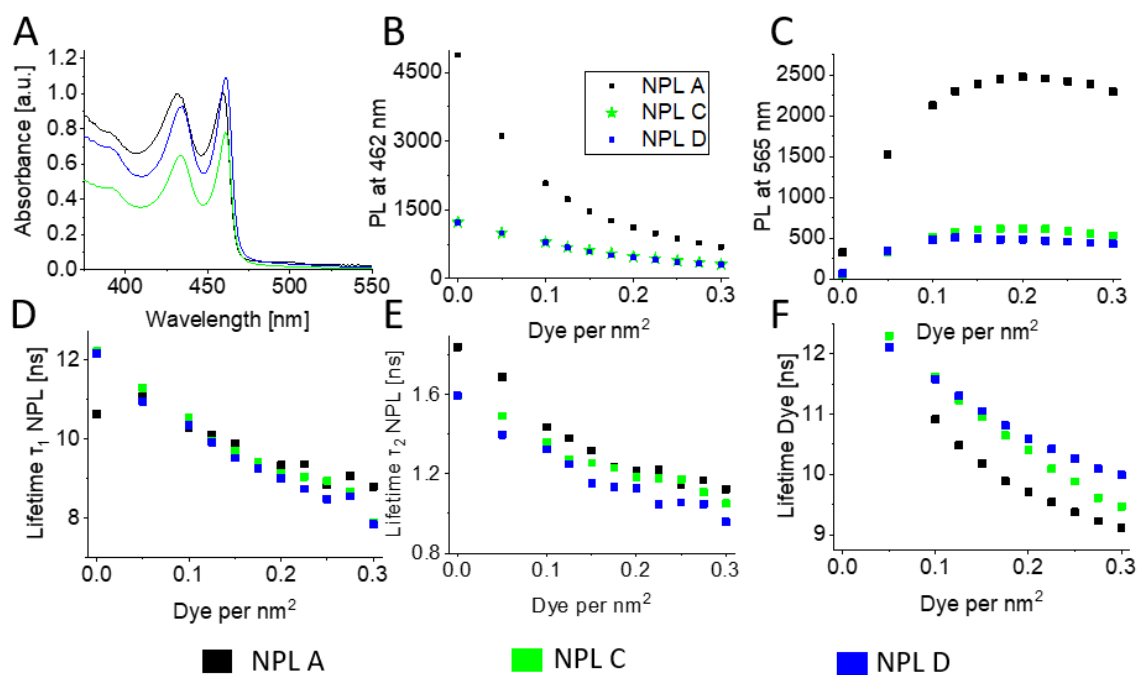 A
Absorbance [a.u.]
1.2
1.0
0.8
0.6
0.4
0.2
0.0
400
450
500
550
Wavelength [nm]
B
PL at 462 nm
4500
3000
1500
0
NPL A
NPL C
NPL D
0.0
0.1
0.2
0.3
Dye per nm²
C
PL at 565 nm
2500
2000
1500
1000
500
0
0.0
0.1
0.2
0.3
Dye per nm²
D
Lifetime τ₁ NPL [ns]
12
10
8
0.0
0.1
0.2
0.3
Dye per nm²
E
Lifetime τ₂ NPL [ns]
1.6
1.2
0.8
0.0
0.1
0.2
0.3
Dye per nm²
F
Lifetime Dye [ns]
12
11
10
9
0.0
0.1
0.2
0.3
Dye per nm²
NPL A
NPL C
NPL D